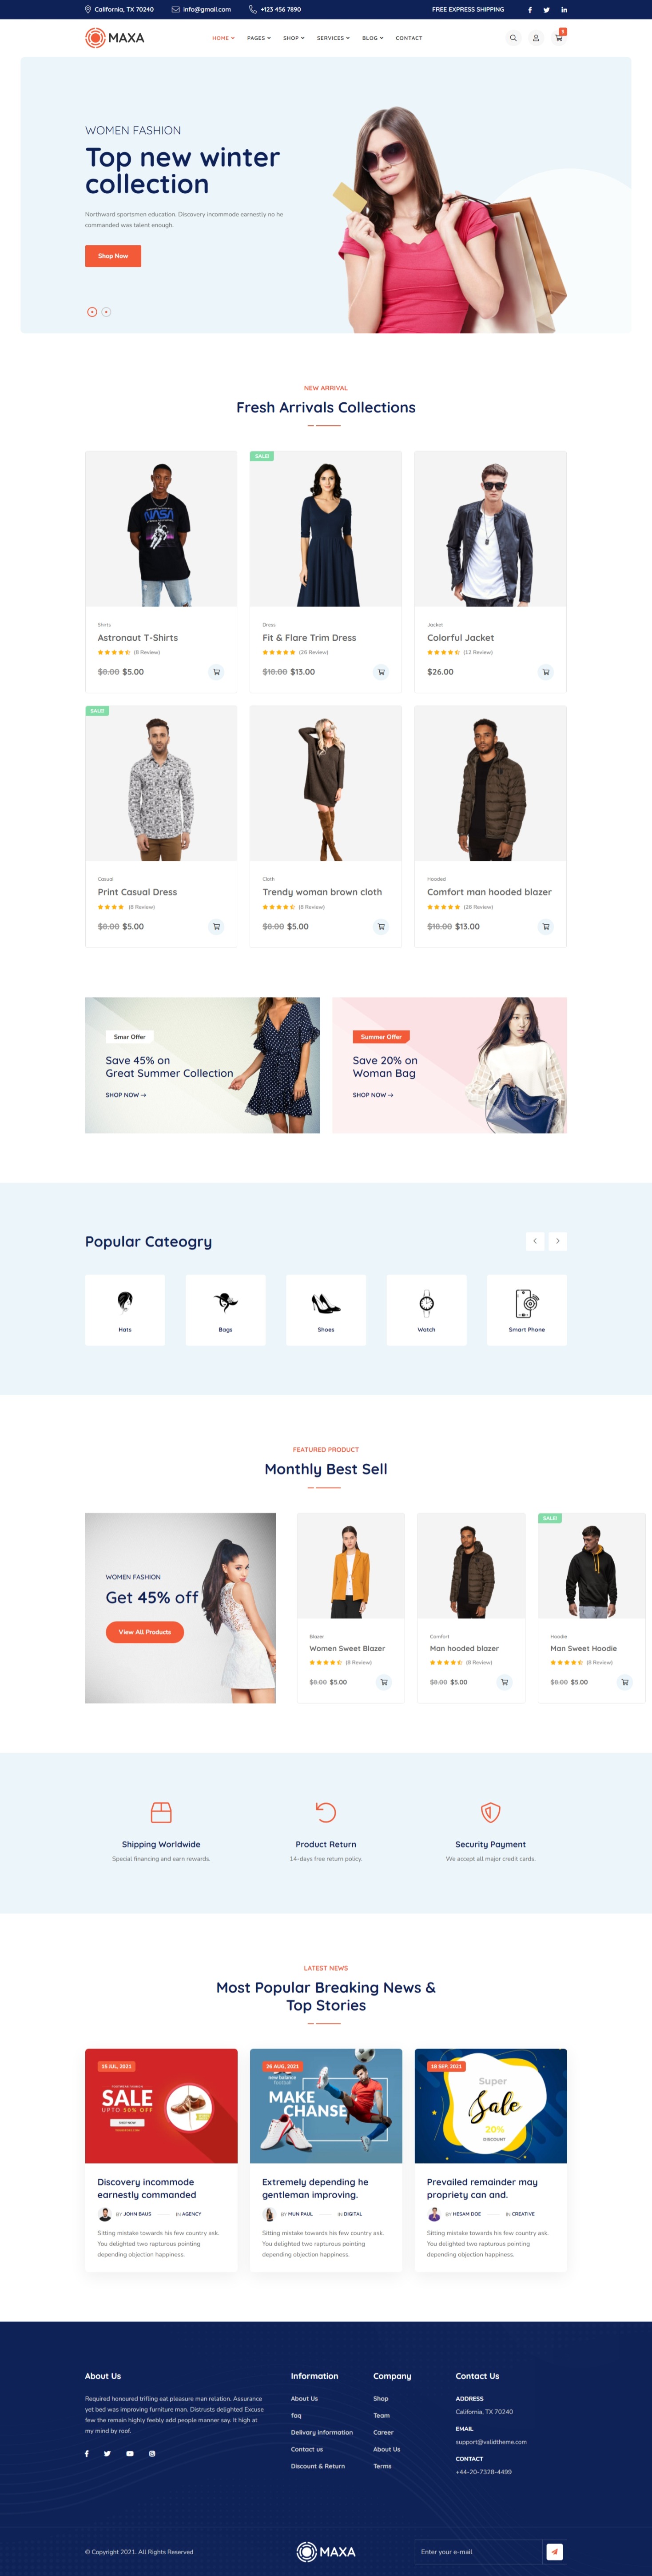 California, TX 70240
info@gmail.com
+123 456 7890
FREE EXPRESS SHIPPING
MAXA
HOME
PAGES
SHOP
SERVICES
BLOG
CONTACT
WOMEN FASHION
Top new winter
collection
Northward sportsmen education. Discovery incommode earnestly no he
commanded was talent enough.
Shop Now
NEW ARRIVAL
Fresh Arrivals Collections
NASA
Shirts
Astronaut T-Shirts
(8 Review)
$8.00 $5.00
SALE!
Dress
Fit & Flare Trim Dress
(26 Review)
$18.00 $13.00
Jacket
Colorful Jacket
(12 Review)
$26.00
SALE!
Casual
Print Casual Dress
(8 Review)
$8.00 $5.00
Cloth
Trendy woman brown cloth
(8 Review)
$8.00 $5.00
Hooded
Comfort man hooded blazer
(26 Review)
$18.00 $13.00
Smar Offer
Save 45% on
Great Summer Collection
SHOP NOW
Summer Offer
Save 20% on
Woman Bag
SHOP NOW
Popular Cateogry
Hats
Bags
Shoes
Watch
Smart Phone
FEATURED PRODUCT
Monthly Best Sell
WOMEN FASHION
Get 45% off
View All Products
Blazer
Women Sweet Blazer
(8 Review)
$8.00 $5.00
Comfort
Man hooded blazer
(8 Review)
$8.00 $5.00
SALE!
Hoodie
Man Sweet Hoodie
(8 Review)
$8.00 $5.00
Shipping Worldwide
Special financing and earn rewards.
Product Return
14-days free return policy.
Security Payment
We accept all major credit cards.
LATEST NEWS
Most Popular Breaking News &
Top Stories
15 JUL, 2021
SALE
UPTO 50% OFF
Discovery incommode
earnestly commanded
BY JOHN BAUS
IN AGENCY
Sitting mistake towards his few country ask.
You delighted two rapturous pointing
depending objection happiness.
26 AUG, 2021
new balance
football
MAKE
CHANSE
Extremely depending he
gentleman improving.
BY MUN PAUL
IN DIGITAL
Sitting mistake towards his few country ask.
You delighted two rapturous pointing
depending objection happiness.
18 SEP, 2021
Super
Sale
20%
DISCOUNT
Prevailed remainder may
propriety can and.
BY HESAM DOE
IN CREATIVE
Sitting mistake towards his few country ask.
You delighted two rapturous pointing
depending objection happiness.
About Us
Required honoured trifling eat pleasure man relation. Assurance
yet bed was improving furniture man. Distrusts delighted Excuse
few the remain highly feebly add people manner say. It high at
my mind by roof.
Information
About Us
faq
Delivary information
Contact us
Discount & Return
Company
Shop
Team
Career
About Us
Terms
Contact Us
ADDRESS
California, TX 70240
EMAIL
support@validtheme.com
CONTACT
+44-20-7328-4499
© Copyright 2021. All Rights Reserved
MAXA
Enter your e-mail